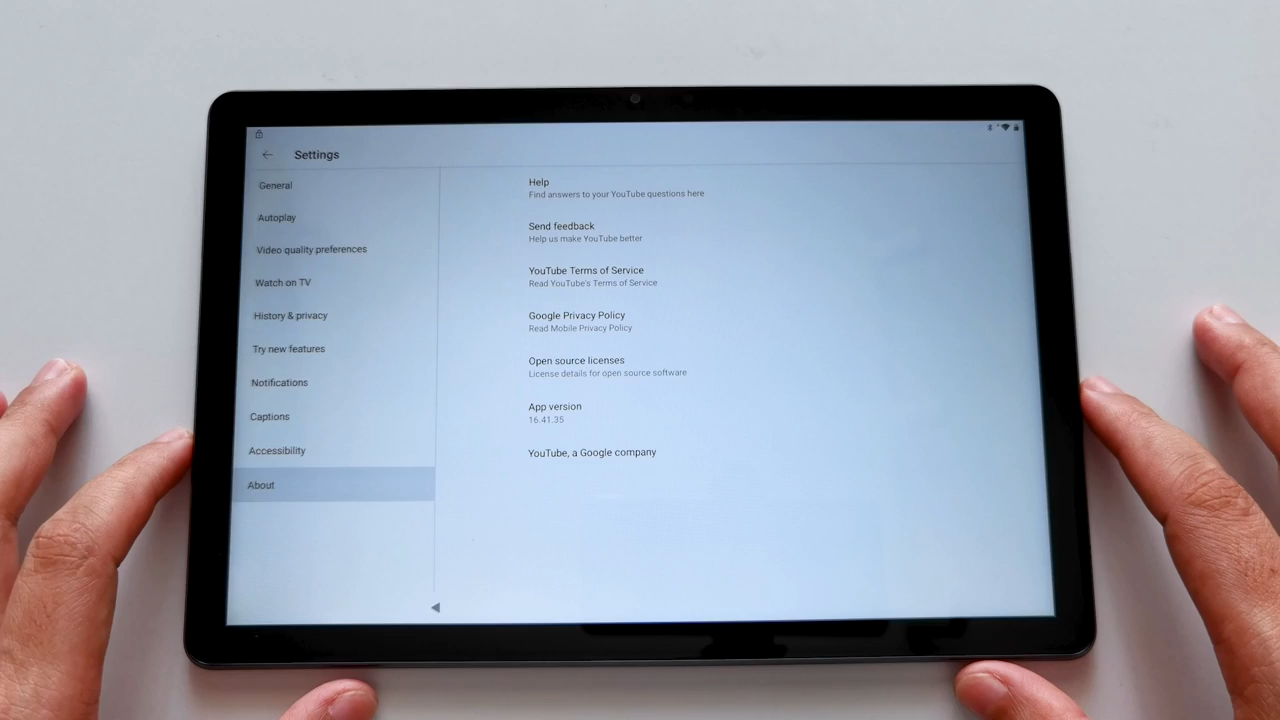 Settings
General
Autoplay
Video quality preferences
Watch on TV
History & privacy
Try new features
Notifications
Captions
Accessibility
About
Help
Find answers to your YouTube questions here
Send feedback
Help us make YouTube better
YouTube Terms of Service
Read YouTube's Terms of Service
Google Privacy Policy
Read Mobile Privacy Policy
Open source licenses
License details for open source software
App version
16.41.35
YouTube, a Google company